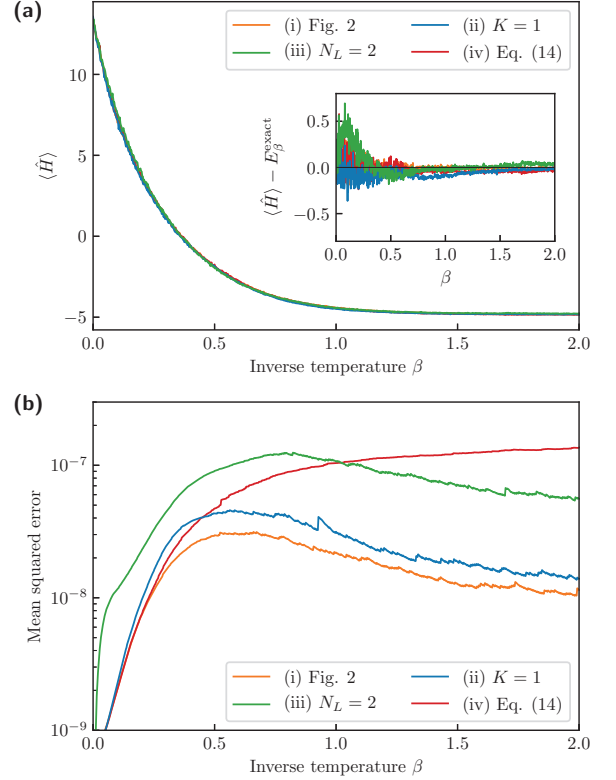 (a)
(i) Fig. 2
(ii) K = 1
(iii) N_L = 2
(iv) Eq. (14)
⟨Ĥ⟩
10
5
0
−5
0.0 0.5 1.0 1.5 2.0
Inverse temperature β
⟨Ĥ⟩ − E_β^exact
0.5
0.0
−0.5
0.0 0.5 1.0 1.5 2.0
β
(b)
Mean squared error
10^−7
10^−8
10^−9
(i) Fig. 2
(ii) K = 1
(iii) N_L = 2
(iv) Eq. (14)
0.0 0.5 1.0 1.5 2.0
Inverse temperature β